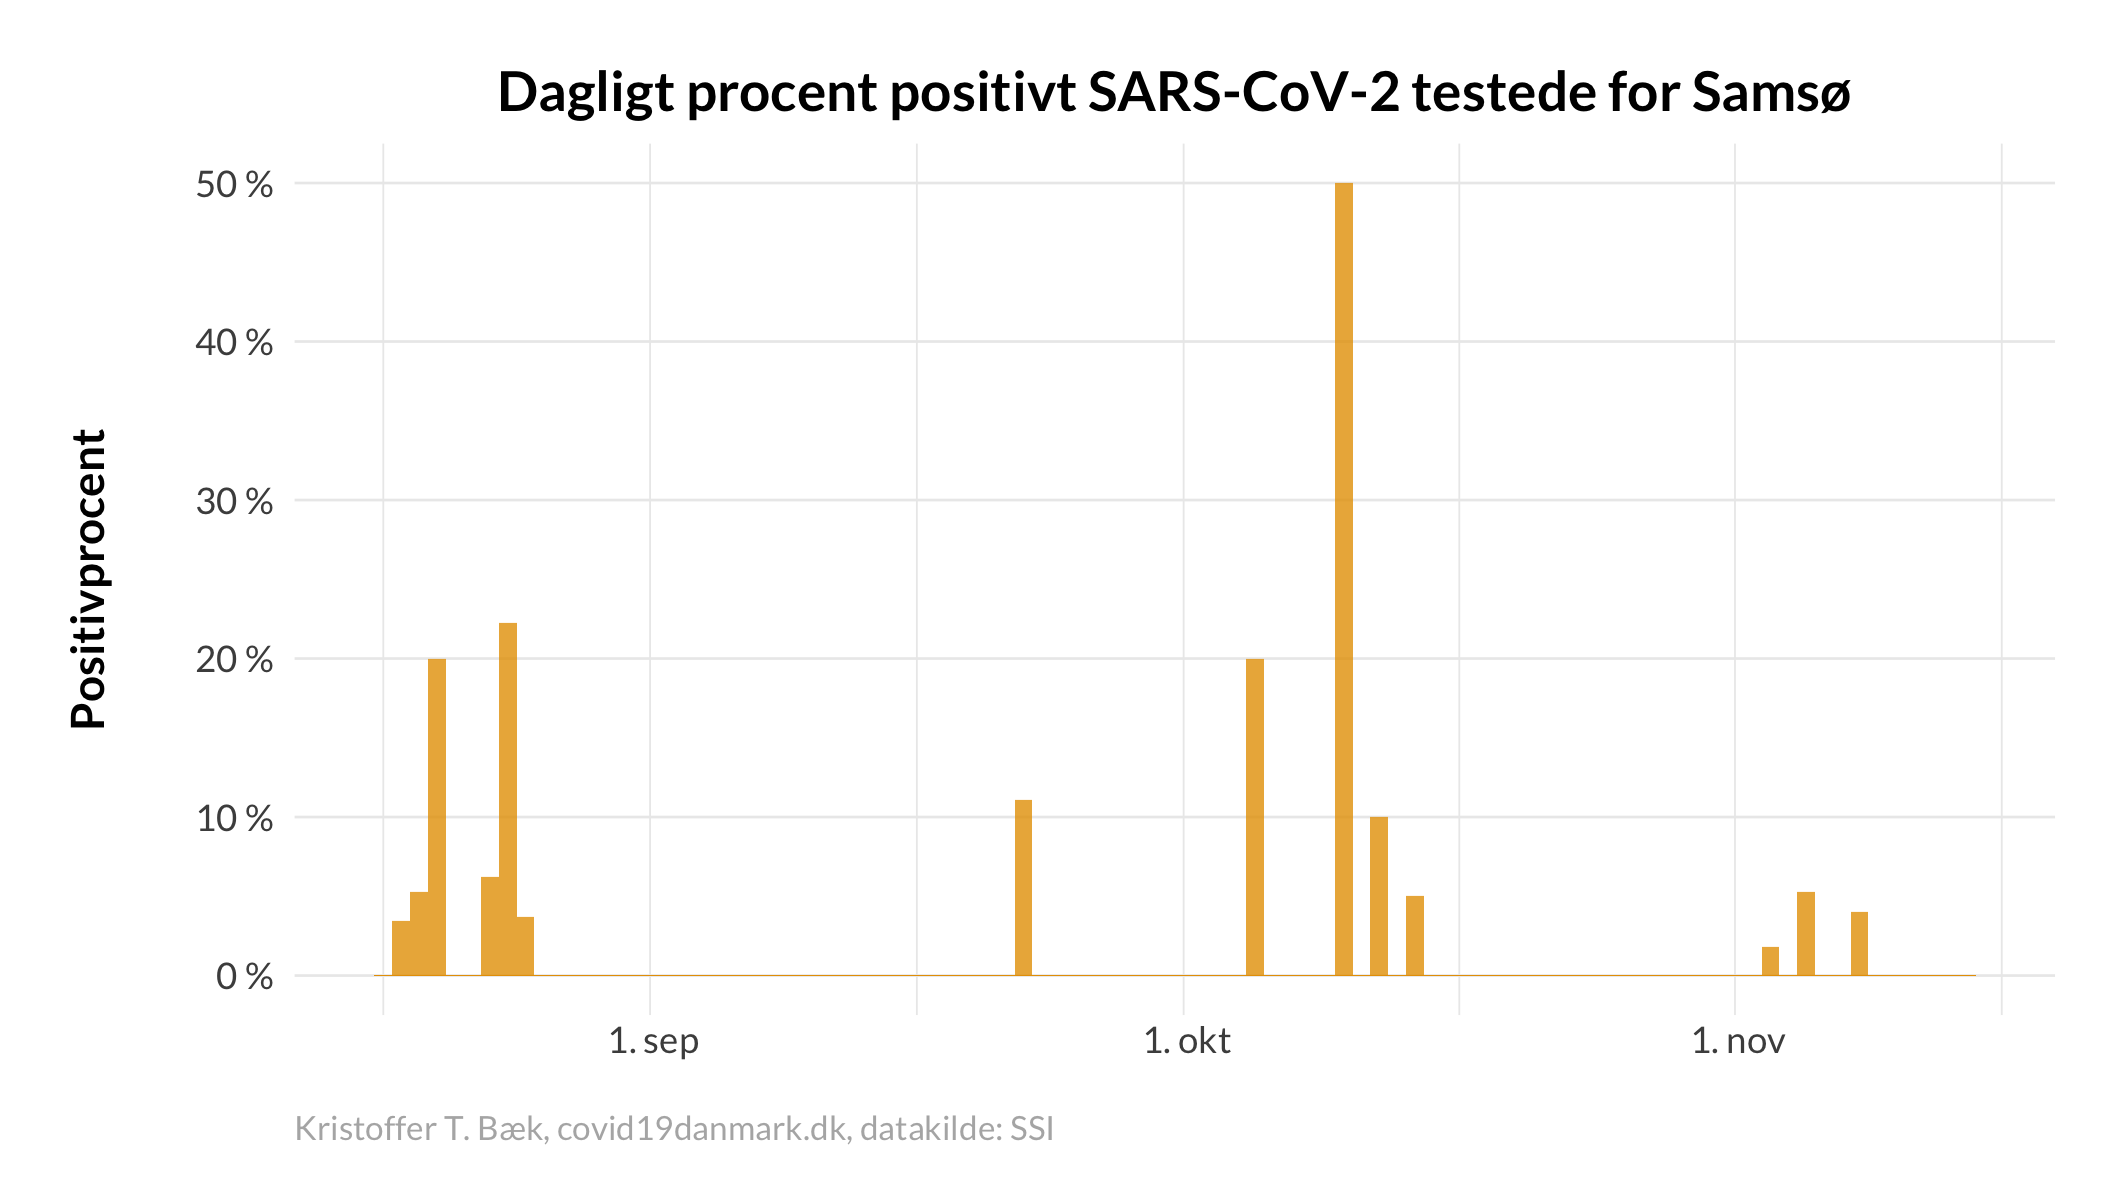 Dagligt procent positivt SARS-CoV-2 testede for Samsø
Positivprocent
50 %
40 %
30 %
20 %
10 %
0 %
1. sep
1. okt
1. nov
Kristoffer T. Bæk, covid19danmark.dk, datakilde: SSI